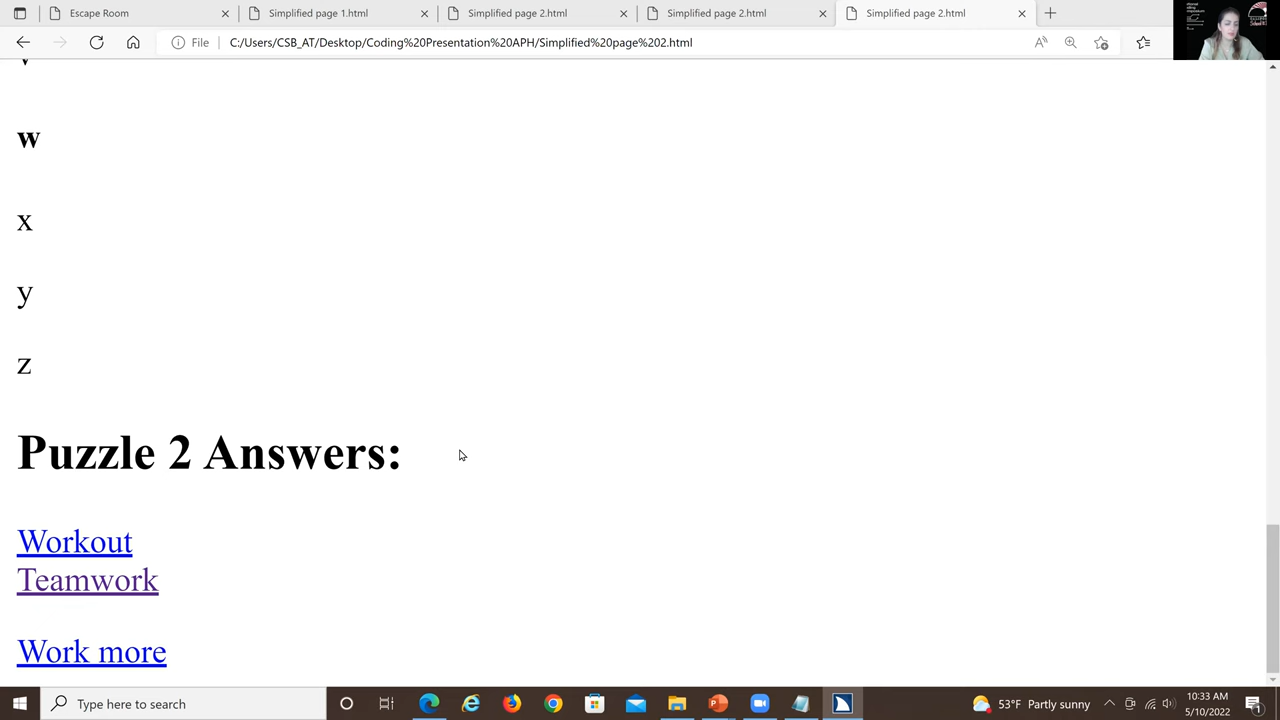 Escape Room
Simplified page 1.html
Simplified page 2.html
Simplified page 2.html
Simplified page 2.html
File
C:/Users/CSB_AT/Desktop/Coding%20Presentation%20APH/Simplified%20page%202.html
w
x
y
z
Puzzle 2 Answers:
Workout
Teamwork
Work more
Type here to search
53°F Partly sunny
10:33 AM
5/10/2022
1